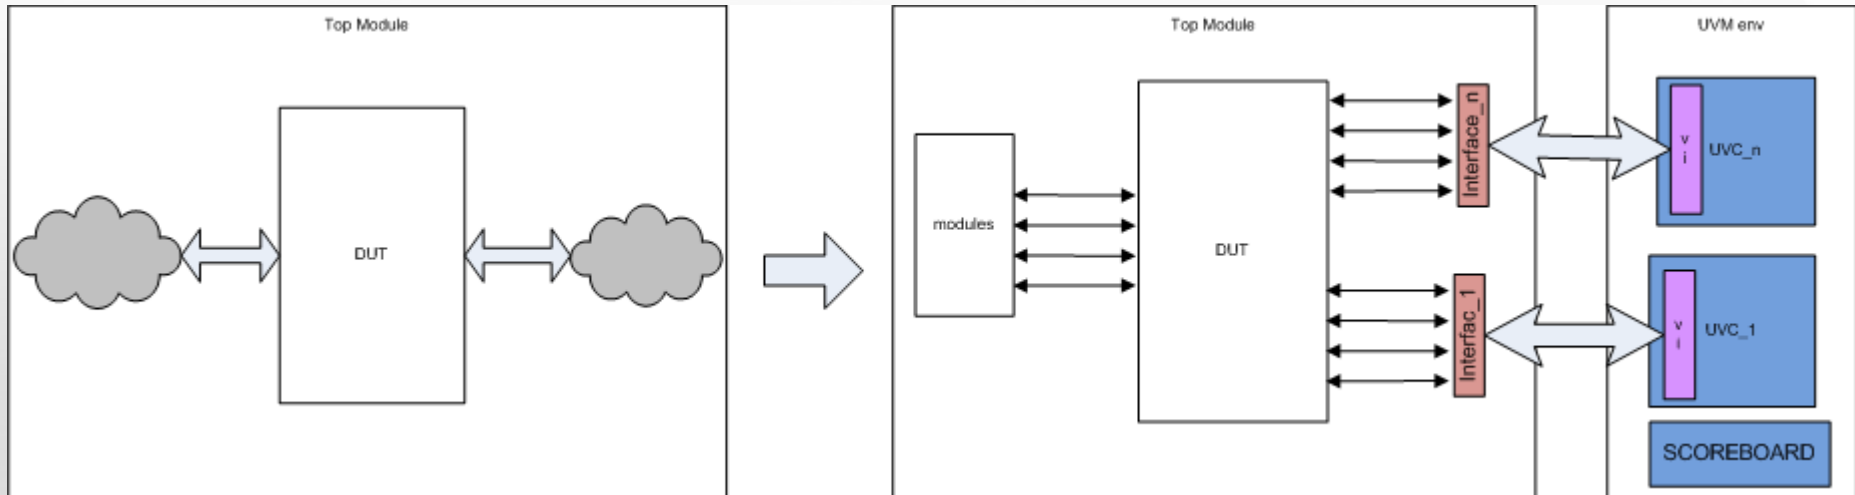 Top Module
DUT
Top Module
modules
DUT
Interface_n
Interfac_1
UVM env
v
i
UVC_n
v
i
UVC_1
SCOREBOARD